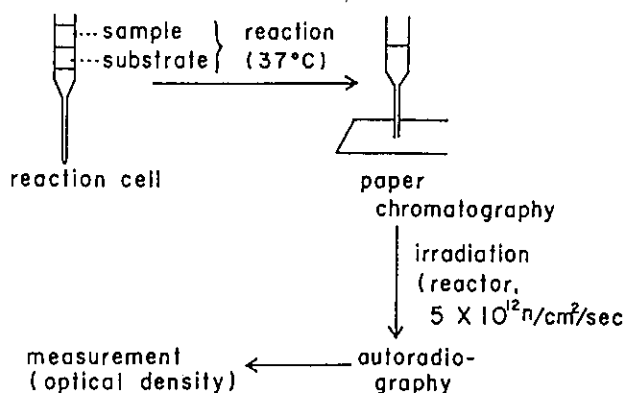 sample
substrate
reaction
(37°C)
reaction cell
paper
chromatography
irradiation
(reactor,
5 X 10¹²n/cm²/sec
autoradio-
graphy
measurement
(optical density)